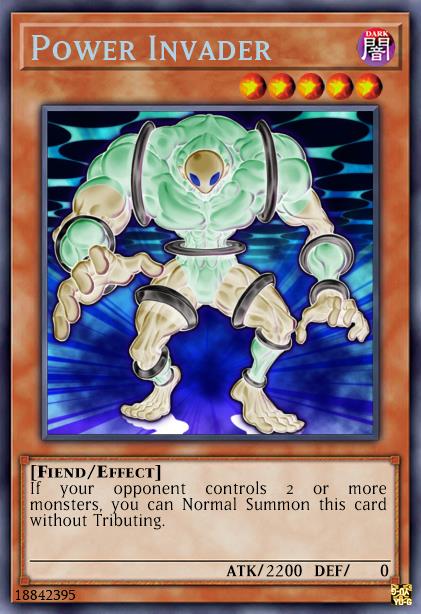 POWER INVADER
DARK
闇
[FIEND/EFFECT]
If your opponent controls 2 or more
monsters, you can Normal Summon this card
without Tributing.
ATK/2200 DEF/ 0
18842395